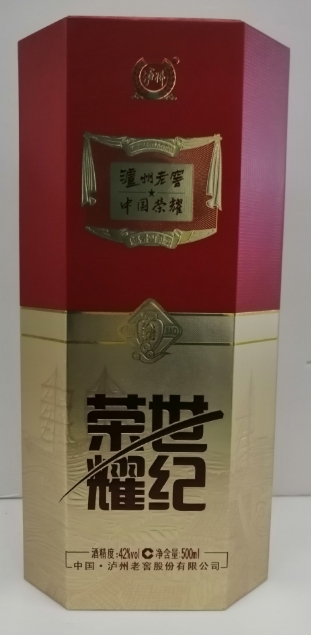 泸州老窖
中国荣耀
荣世
耀纪
酒精度:42%vol 净含量:500ml
中国·泸州老窖股份有限公司